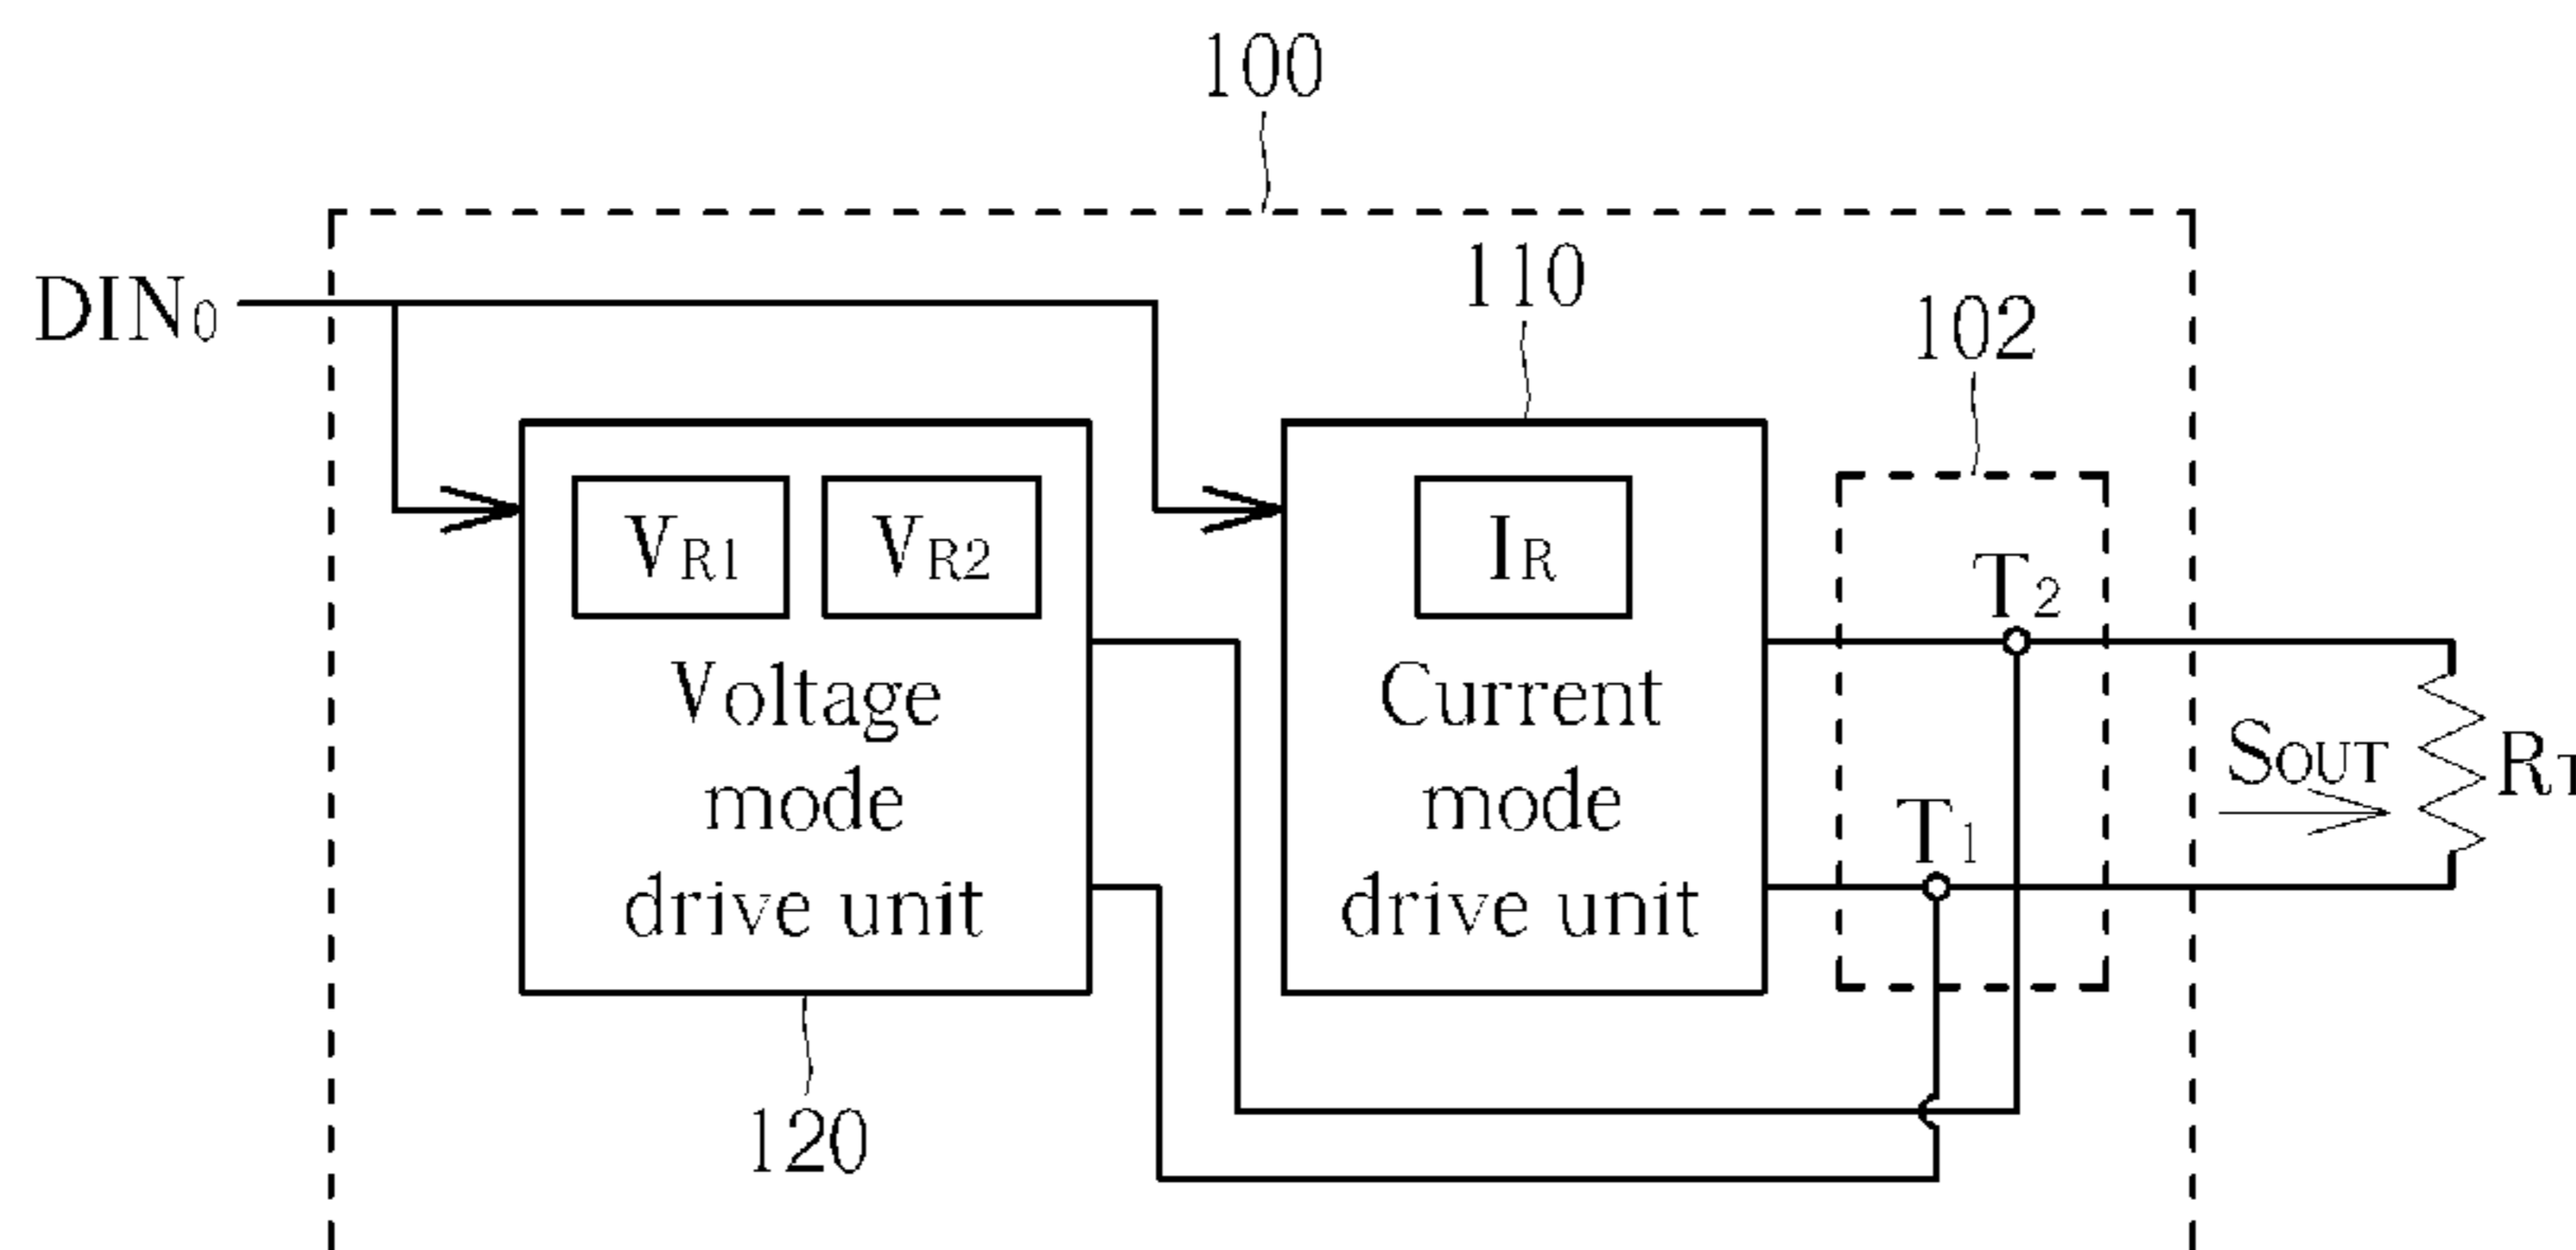 100
DIN0
110
102
VR1 VR2
IR
T2
Voltage
mode
drive unit
Current
mode
drive unit
SOUT
RT
T1
120